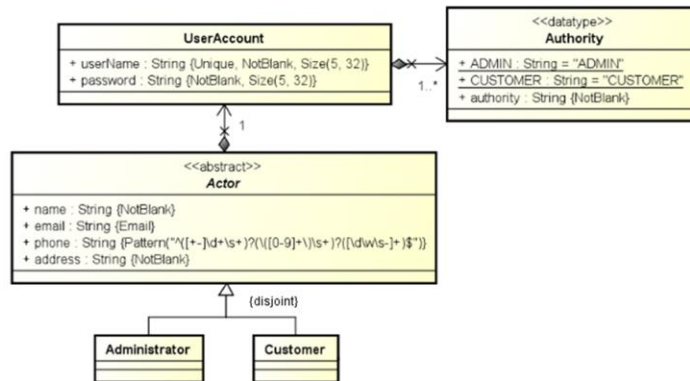 UserAccount
+ userName : String {Unique, NotBlank, Size(5, 32)}
+ password : String {NotBlank, Size(5, 32)}
<<datatype>>
Authority
+ ADMIN : String = "ADMIN"
+ CUSTOMER : String = "CUSTOMER"
+ authority : String {NotBlank}
1..*
1
<<abstract>>
Actor
+ name : String {NotBlank}
+ email : String {Email}
+ phone : String {Pattern("^([+-]\d+\s+)?(\([0-9]+\)\s+)?([\d\w\s-]+)$")}
+ address : String {NotBlank}
{disjoint}
Administrator
Customer